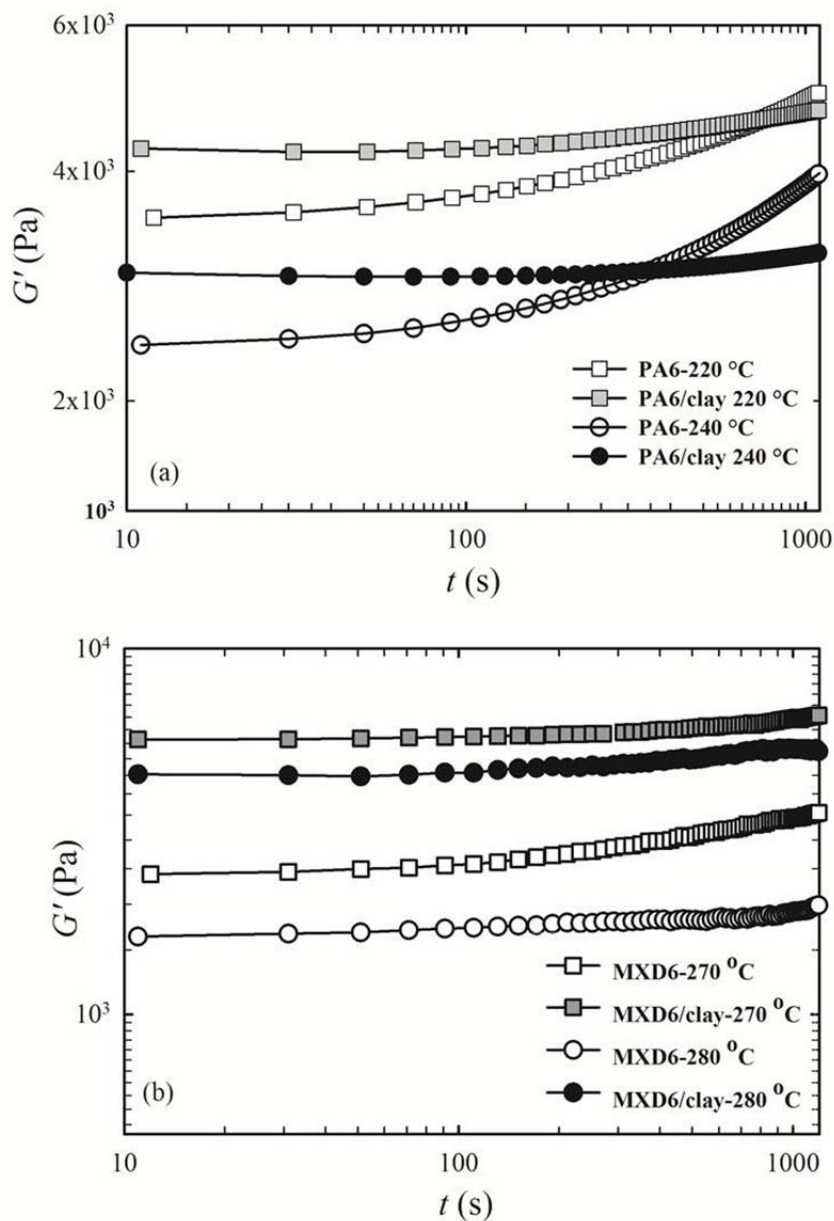 6x10³
4x10³
2x10³
10³
G′ (Pa)
PA6-220 °C
PA6/clay 220 °C
PA6-240 °C
PA6/clay 240 °C
(a)
10
100
1000
t (s)
10⁴
10³
G′ (Pa)
MXD6-270 °C
MXD6/clay-270 °C
MXD6-280 °C
MXD6/clay-280 °C
(b)
10
100
1000
t (s)